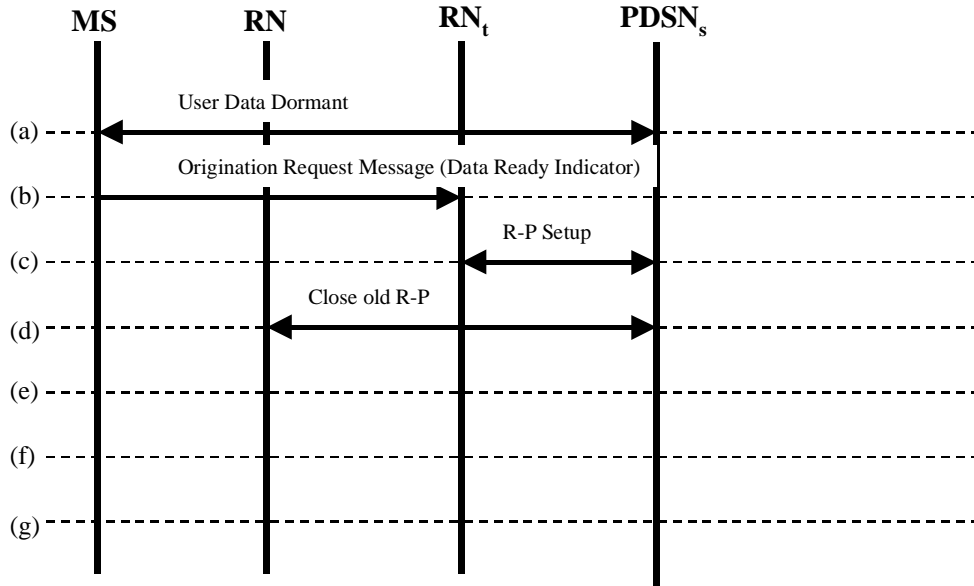 MS RN RNt PDSNs
User Data Dormant
(a)
Origination Request Message (Data Ready Indicator)
(b)
R-P Setup
(c)
Close old R-P
(d)
(e)
(f)
(g)